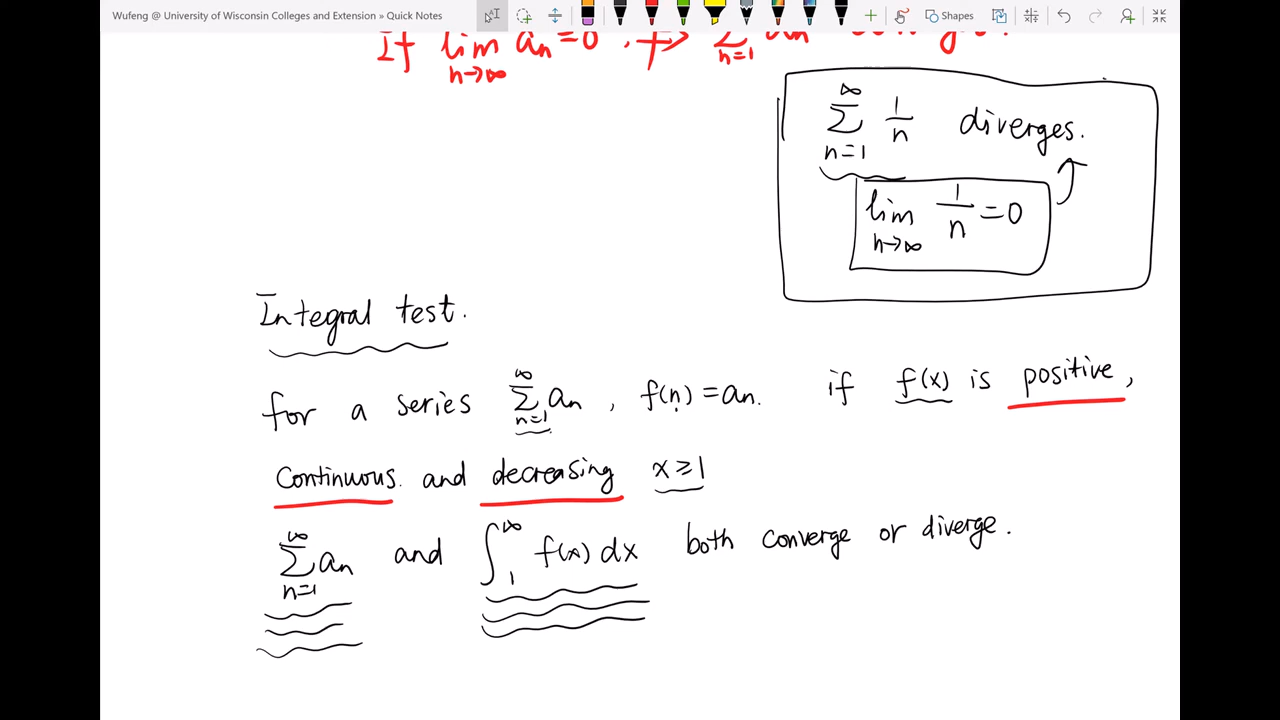 Wufeng @ University of Wisconsin Colleges and Extension » Quick Notes
Shapes
If lim n→∞ an = 0 , ⇏ ∑ n=1 an
∞ ∑ n=1 1/n diverges.
lim n→∞ 1/n = 0
Integral test.
for a series ∞ ∑ n=1 an , f(n) = an. if f(x) is positive,
Continuous. and decreasing x ≥ 1
∞ ∑ n=1 an and ∫ 1 ∞ f(x) dx both converge or diverge.